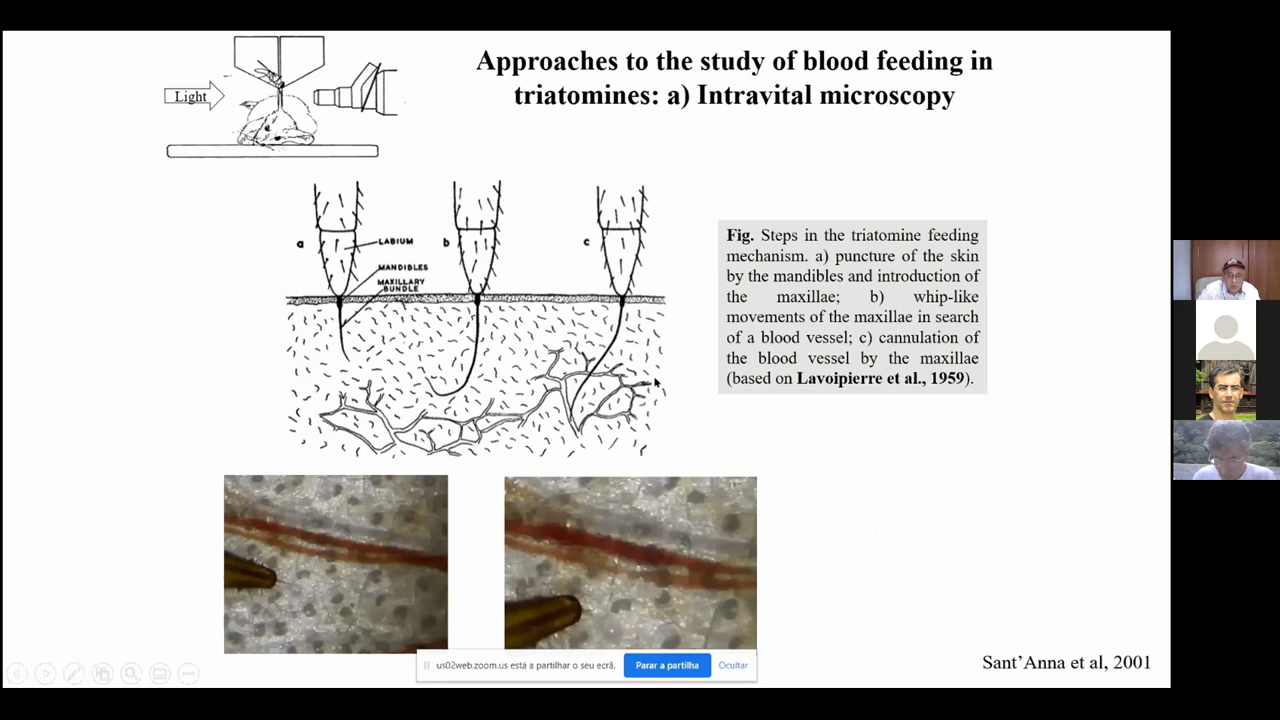 Approaches to the study of blood feeding in
triatomines: a) Intravital microscopy
Light
a
b
c
LABIUM
MANDIBLES
MAXILLARY
BUNDLE
Fig. Steps in the triatomine feeding
mechanism. a) puncture of the skin
by the mandibles and introduction of
the maxillae; b) whip-like
movements of the maxillae in search
of a blood vessel; c) cannulation of
the blood vessel by the maxillae
(based on Lavoipierre et al., 1959).
us02web.zoom.us está a partilhar o seu ecrã.
Parar a partilha
Ocultar
Sant’Anna et al, 2001